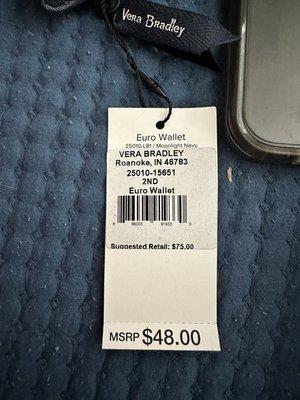 Vera Bradley
Euro Wallet
25010-L81 / Moonlight Navy
VERA BRADLEY
Roanoke, IN 46783
25010-15651
2ND
Euro Wallet
Suggested Retail: $75.00
MSRP $48.00